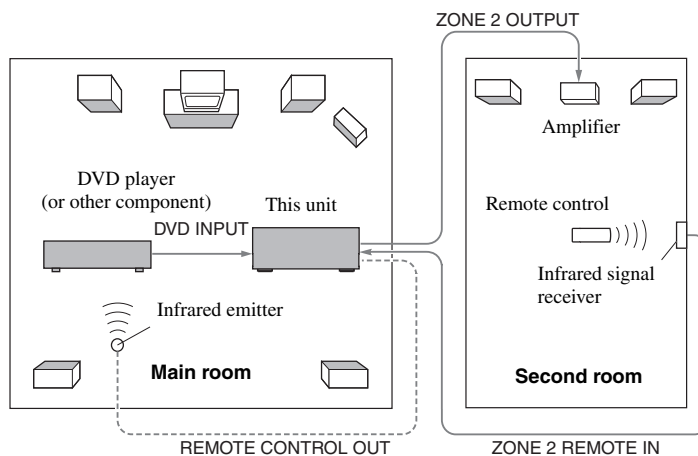 ZONE 2 OUTPUT
Amplifier
DVD player
(or other component)
This unit
DVD INPUT
Remote control
Infrared signal
receiver
Infrared emitter
Main room
Second room
REMOTE CONTROL OUT
ZONE 2 REMOTE IN